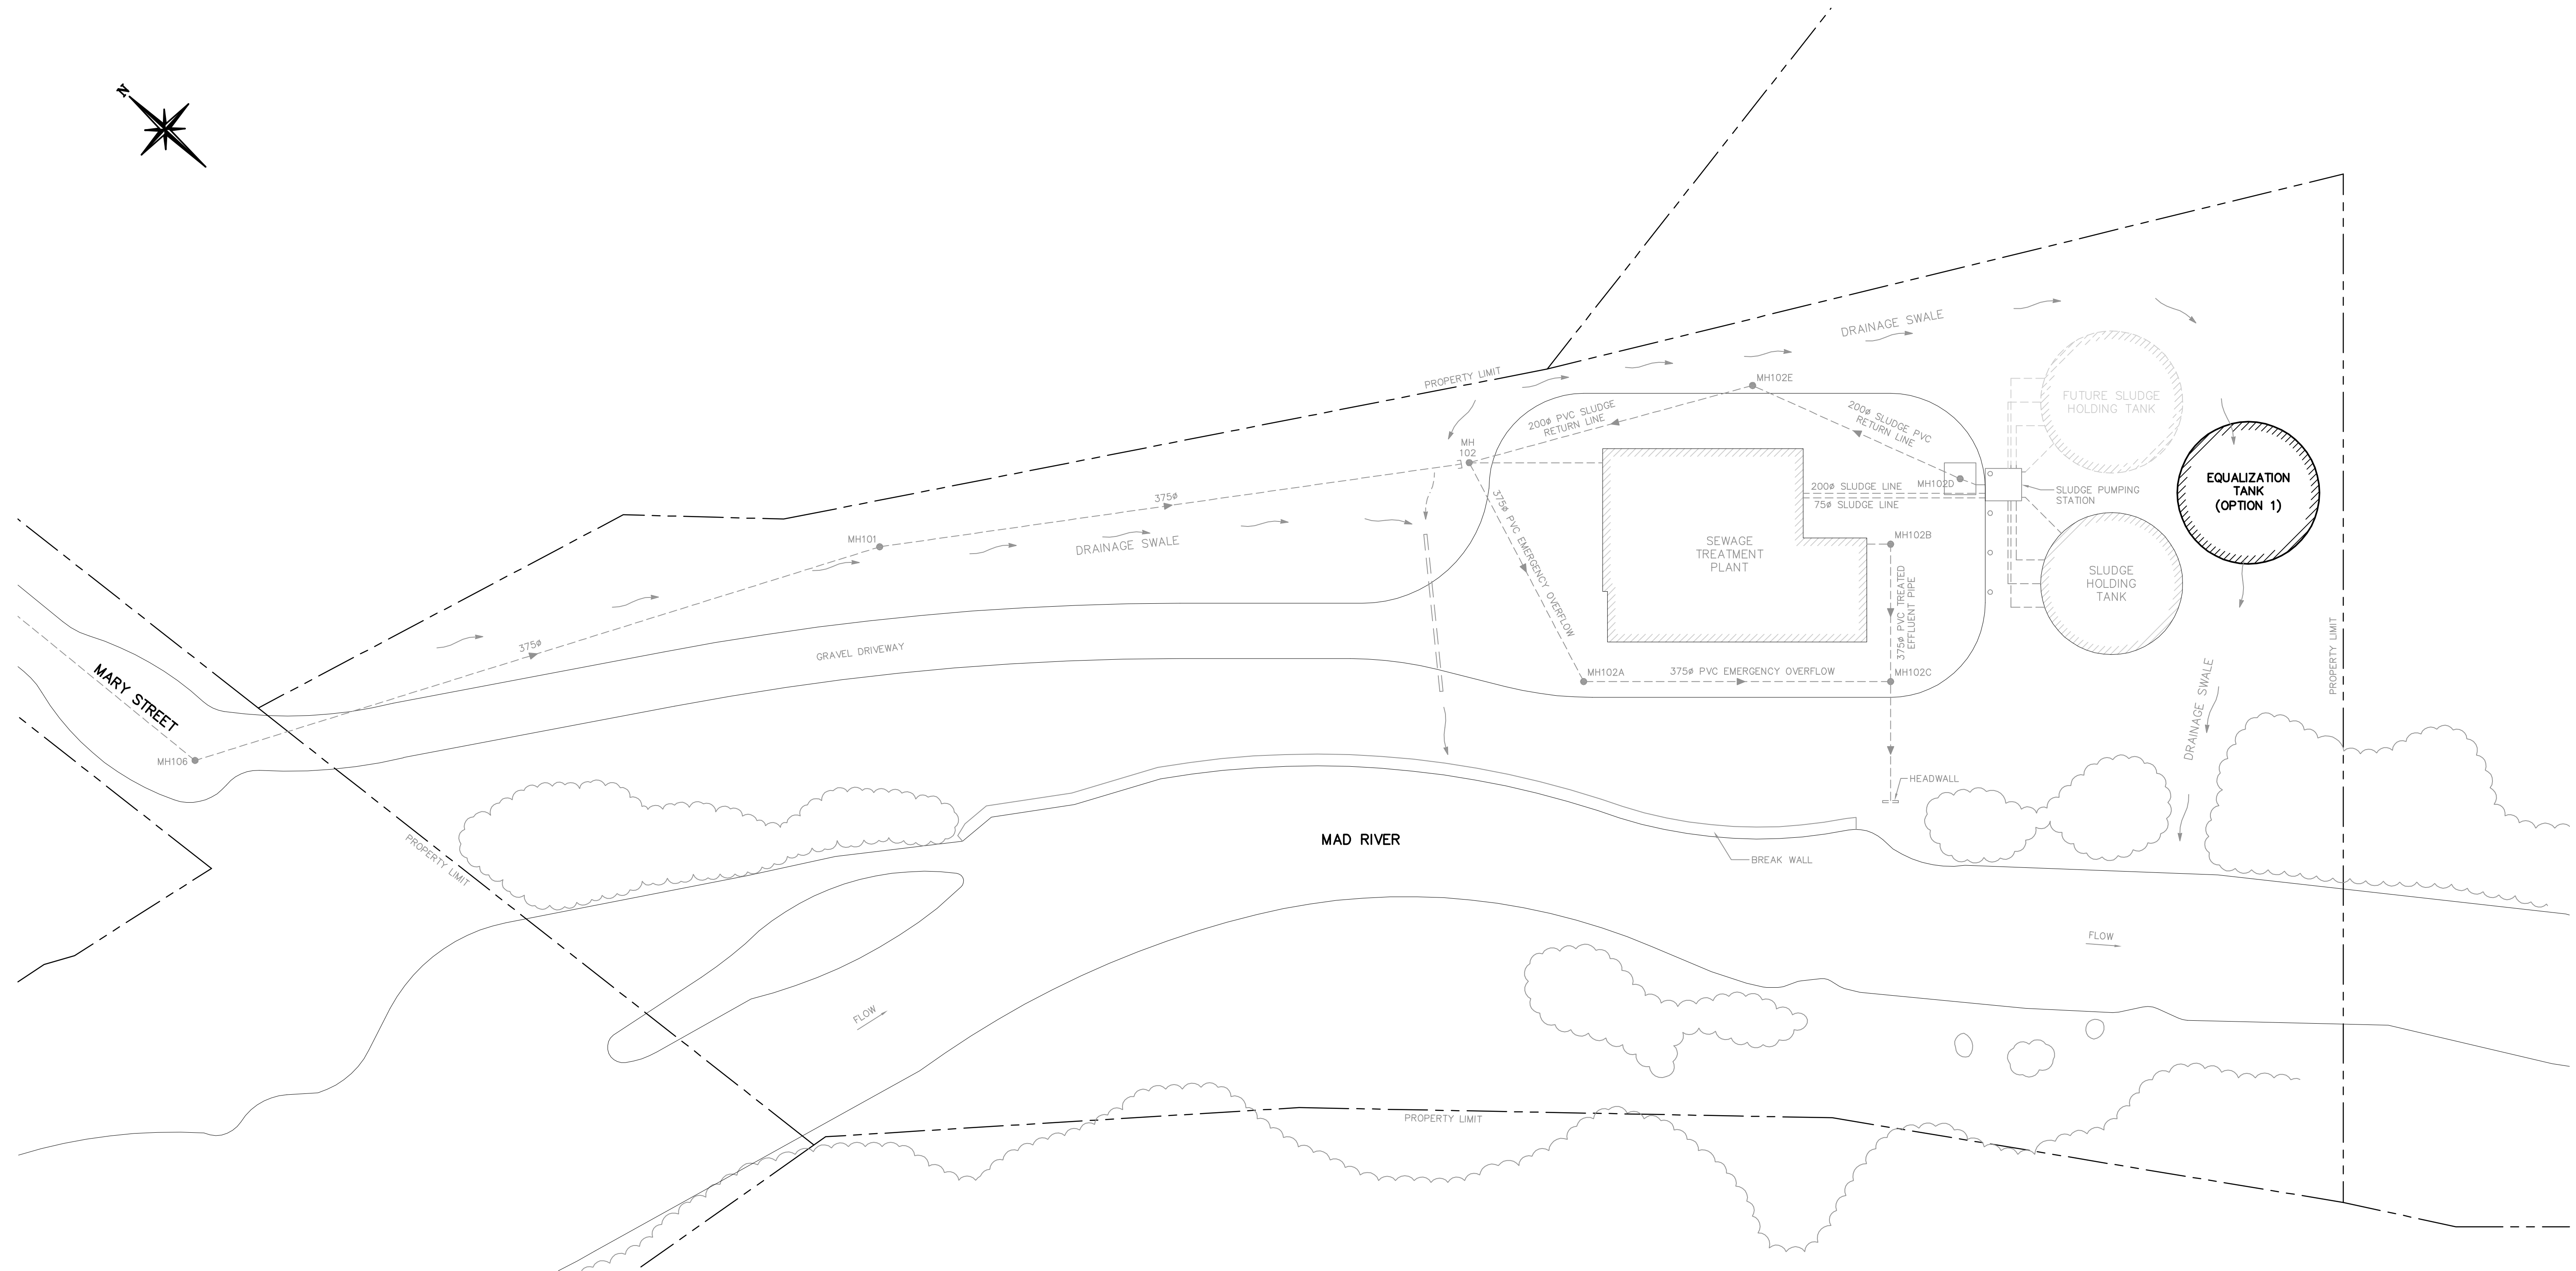 N
DRAINAGE SWALE
PROPERTY LIMIT
MH102E
200ø PVC SLUDGE
RETURN LINE
200ø SLUDGE PVC
RETURN LINE
FUTURE SLUDGE
HOLDING TANK
MH
102
EQUALIZATION
TANK
(OPTION 1)
MH102D
200ø SLUDGE LINE
75ø SLUDGE LINE
SLUDGE PUMPING
STATION
375ø
375ø PVC EMERGENCY OVERFLOW
MH101
DRAINAGE SWALE
SEWAGE
TREATMENT
PLANT
MH102B
SLUDGE
HOLDING
TANK
375ø PVC TREATED
EFFLUENT PIPE
375ø
GRAVEL DRIVEWAY
PROPERTY LIMIT
MARY STREET
MH102A
375ø PVC EMERGENCY OVERFLOW
MH102C
DRAINAGE SWALE
MH106
HEADWALL
MAD RIVER
BREAK WALL
PROPERTY LIMIT
FLOW
FLOW
PROPERTY LIMIT